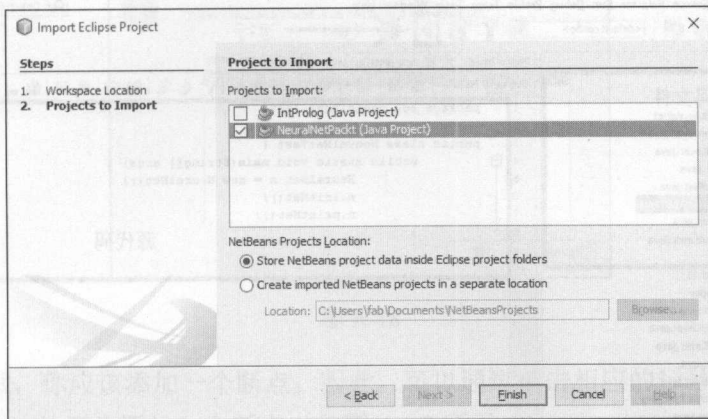 Import Eclipse Project
Steps
1. Workspace Location
2. Projects to Import
Project to Import
Projects to Import:
IntProlog (Java Project)
NeuralNetPackt (Java Project)
NetBeans Projects Location:
Store NetBeans project data inside Eclipse project folders
Create imported NetBeans projects in a separate location
Location: C:\Users\fab\Documents\NetBeansProjects Browse...
< Back Next > Finish Cancel Help